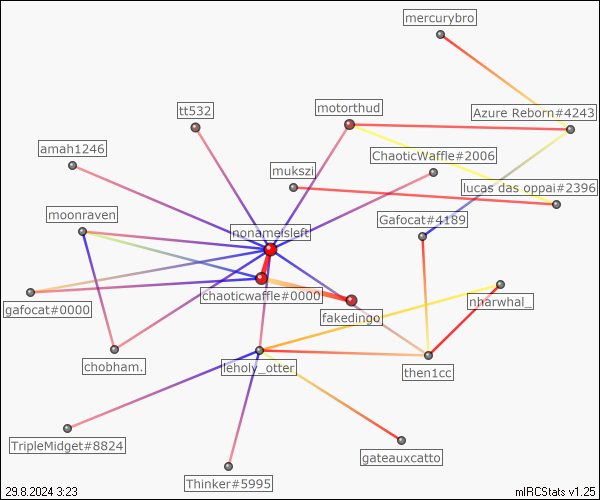 mercurybro
tt532
motorthud
Azure Reborn#4243
amah1246
ChaoticWaffle#2006
mukszi
lucas das oppai#2396
moonraven
Gafocat#4189
nonameisleft
chaoticwaffle#0000
gafocat#0000
nharwhal_
fakedingo
chobham.
leholy_otter
then1cc
TripleMidget#8824
gateauxcatto
Thinker#5995
29.8.2024 3:23
mIRCStats v1.25